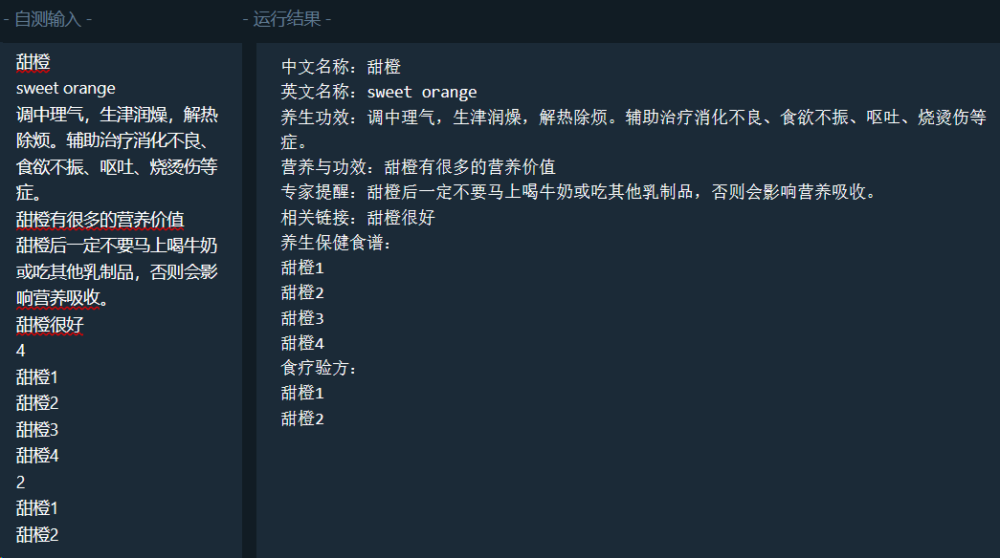 - 自测输入 -
- 运行结果 -
甜橙
sweet orange
调中理气，生津润燥，解热
除烦。辅助治疗消化不良、
食欲不振、呕吐、烧烫伤等
症。
甜橙有很多的营养价值
甜橙后一定不要马上喝牛奶
或吃其他乳制品，否则会影
响营养吸收。
甜橙很好
4
甜橙1
甜橙2
甜橙3
甜橙4
2
甜橙1
甜橙2
中文名称：甜橙
英文名称：sweet orange
养生功效：调中理气，生津润燥，解热除烦。辅助治疗消化不良、食欲不振、呕吐、烧烫伤等
症。
营养与功效：甜橙有很多的营养价值
专家提醒：甜橙后一定不要马上喝牛奶或吃其他乳制品，否则会影响营养吸收。
相关链接：甜橙很好
养生保健食谱：
甜橙1
甜橙2
甜橙3
甜橙4
食疗验方：
甜橙1
甜橙2